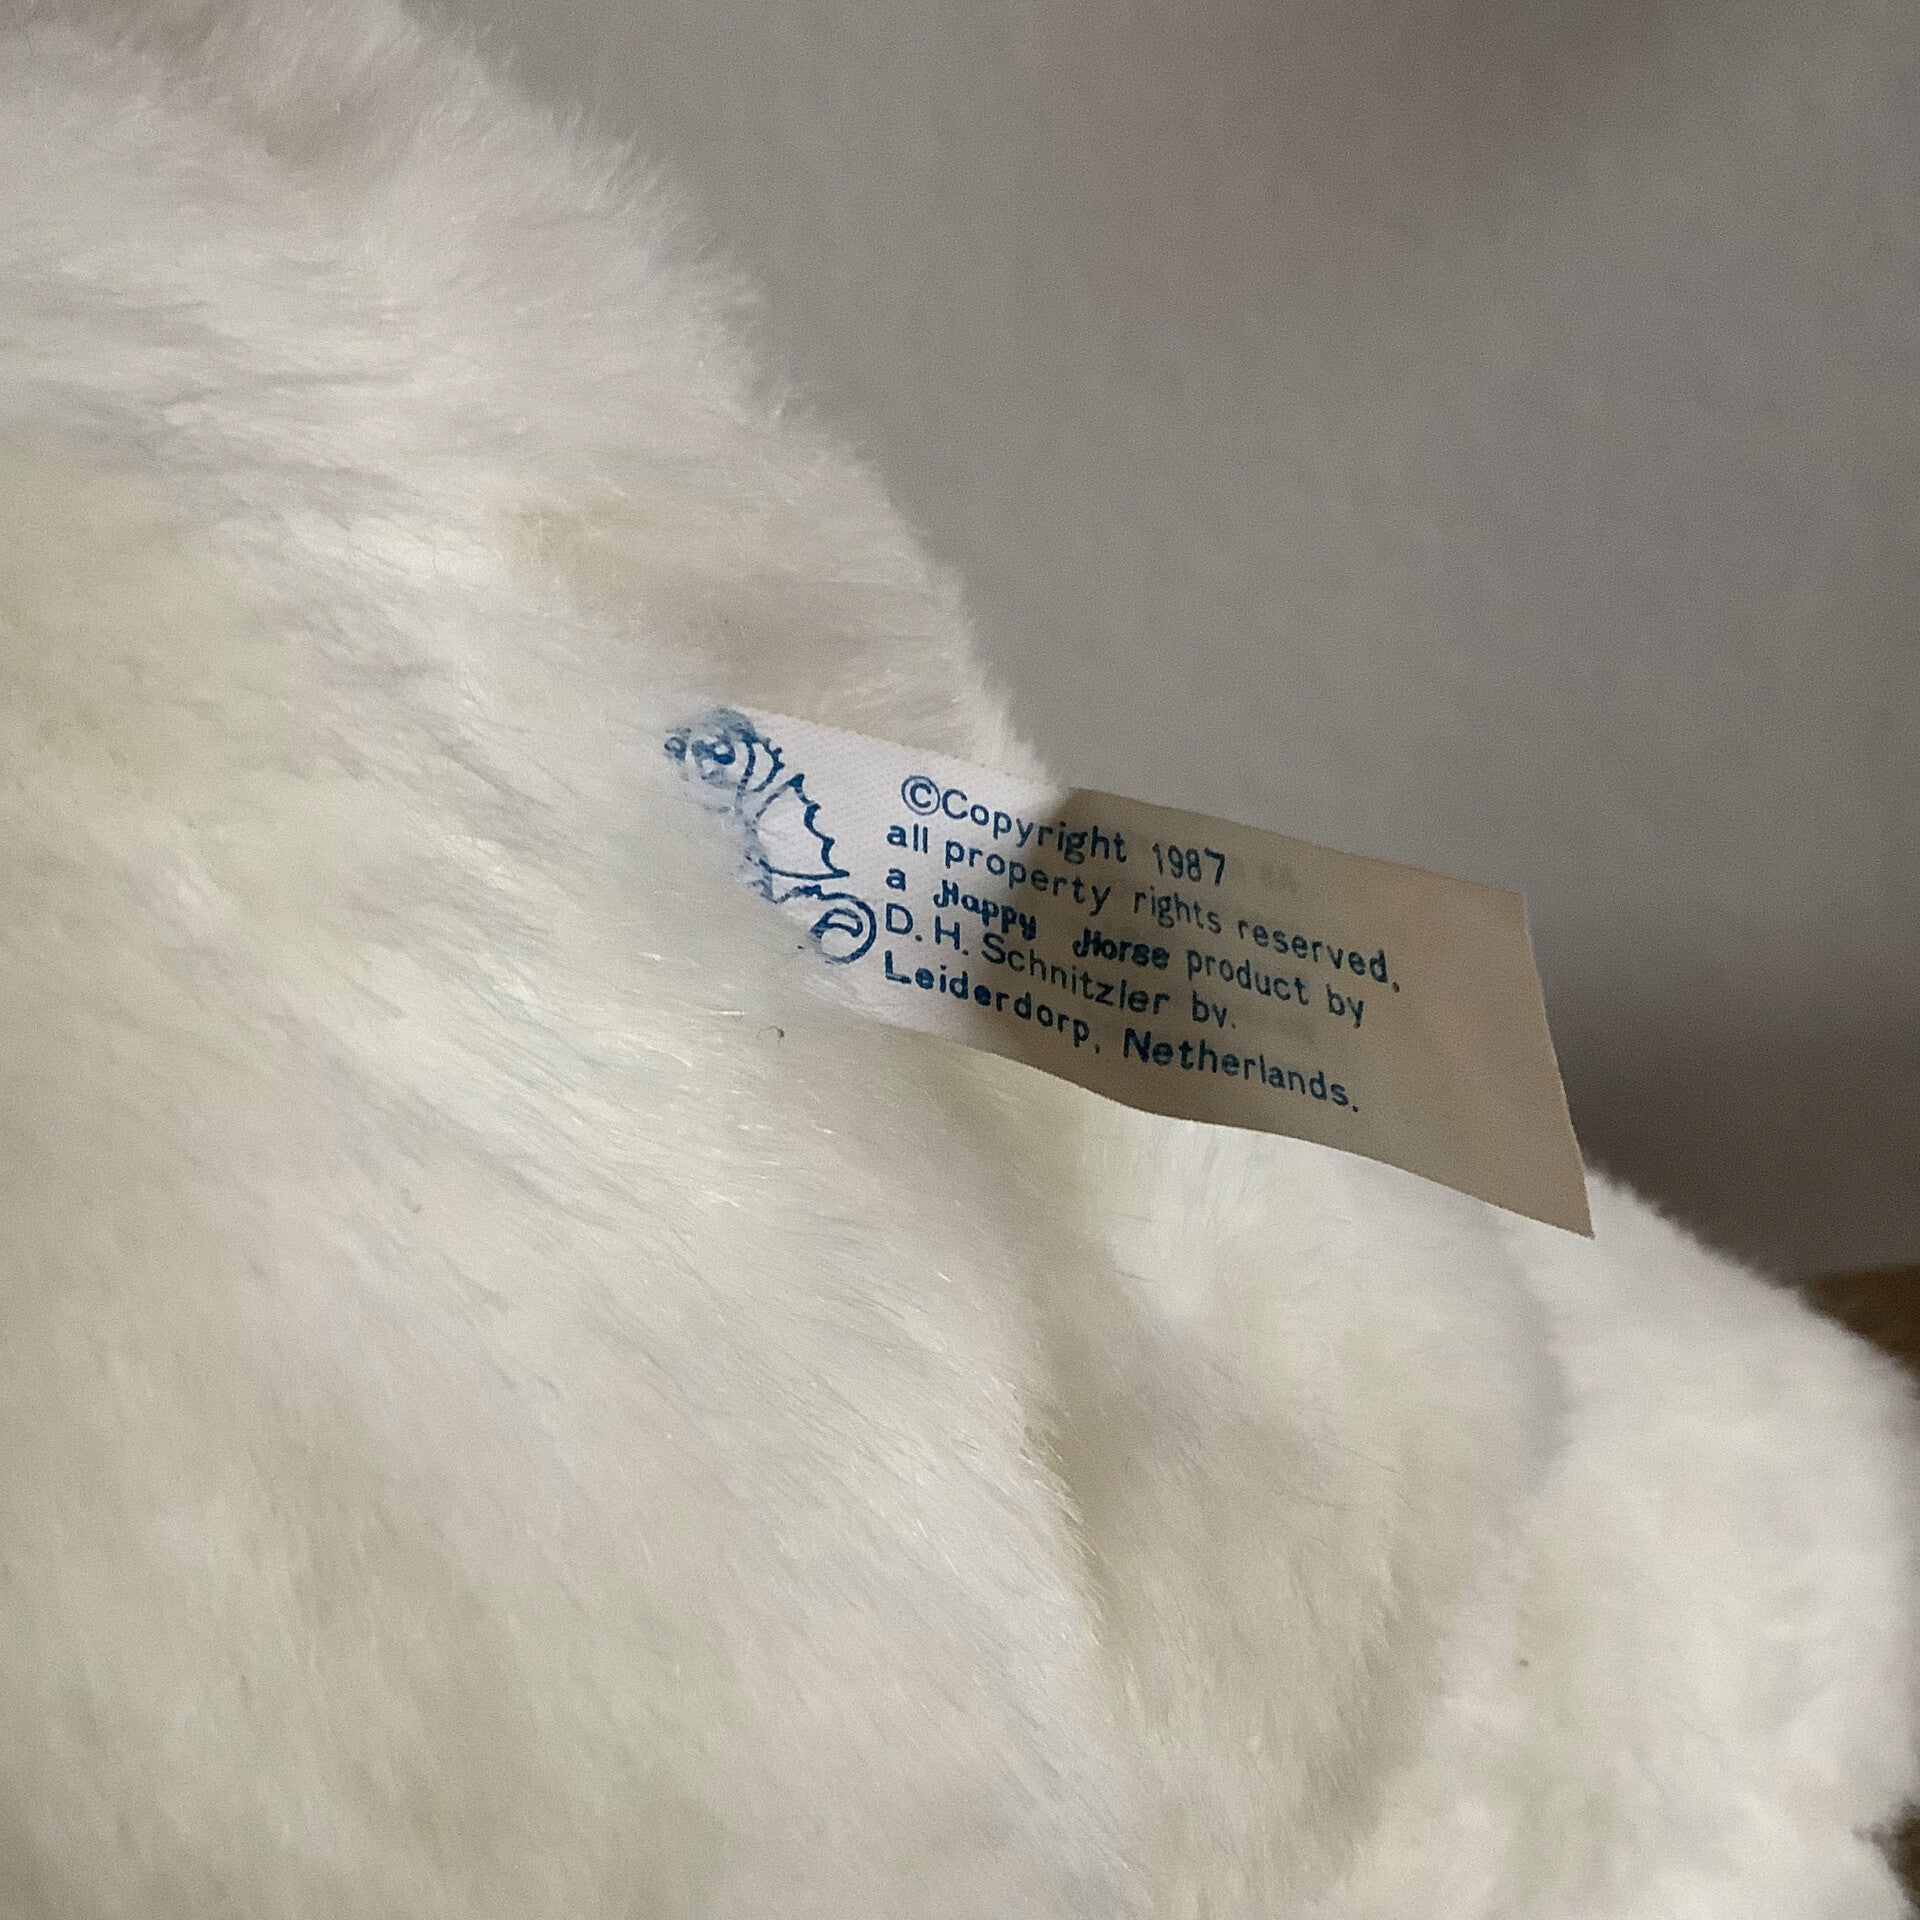 ©Copyright 1987
all property rights reserved,
a Happy Horse product by
D.H. Schnitzler bv.
Leiderdorp, Netherlands.